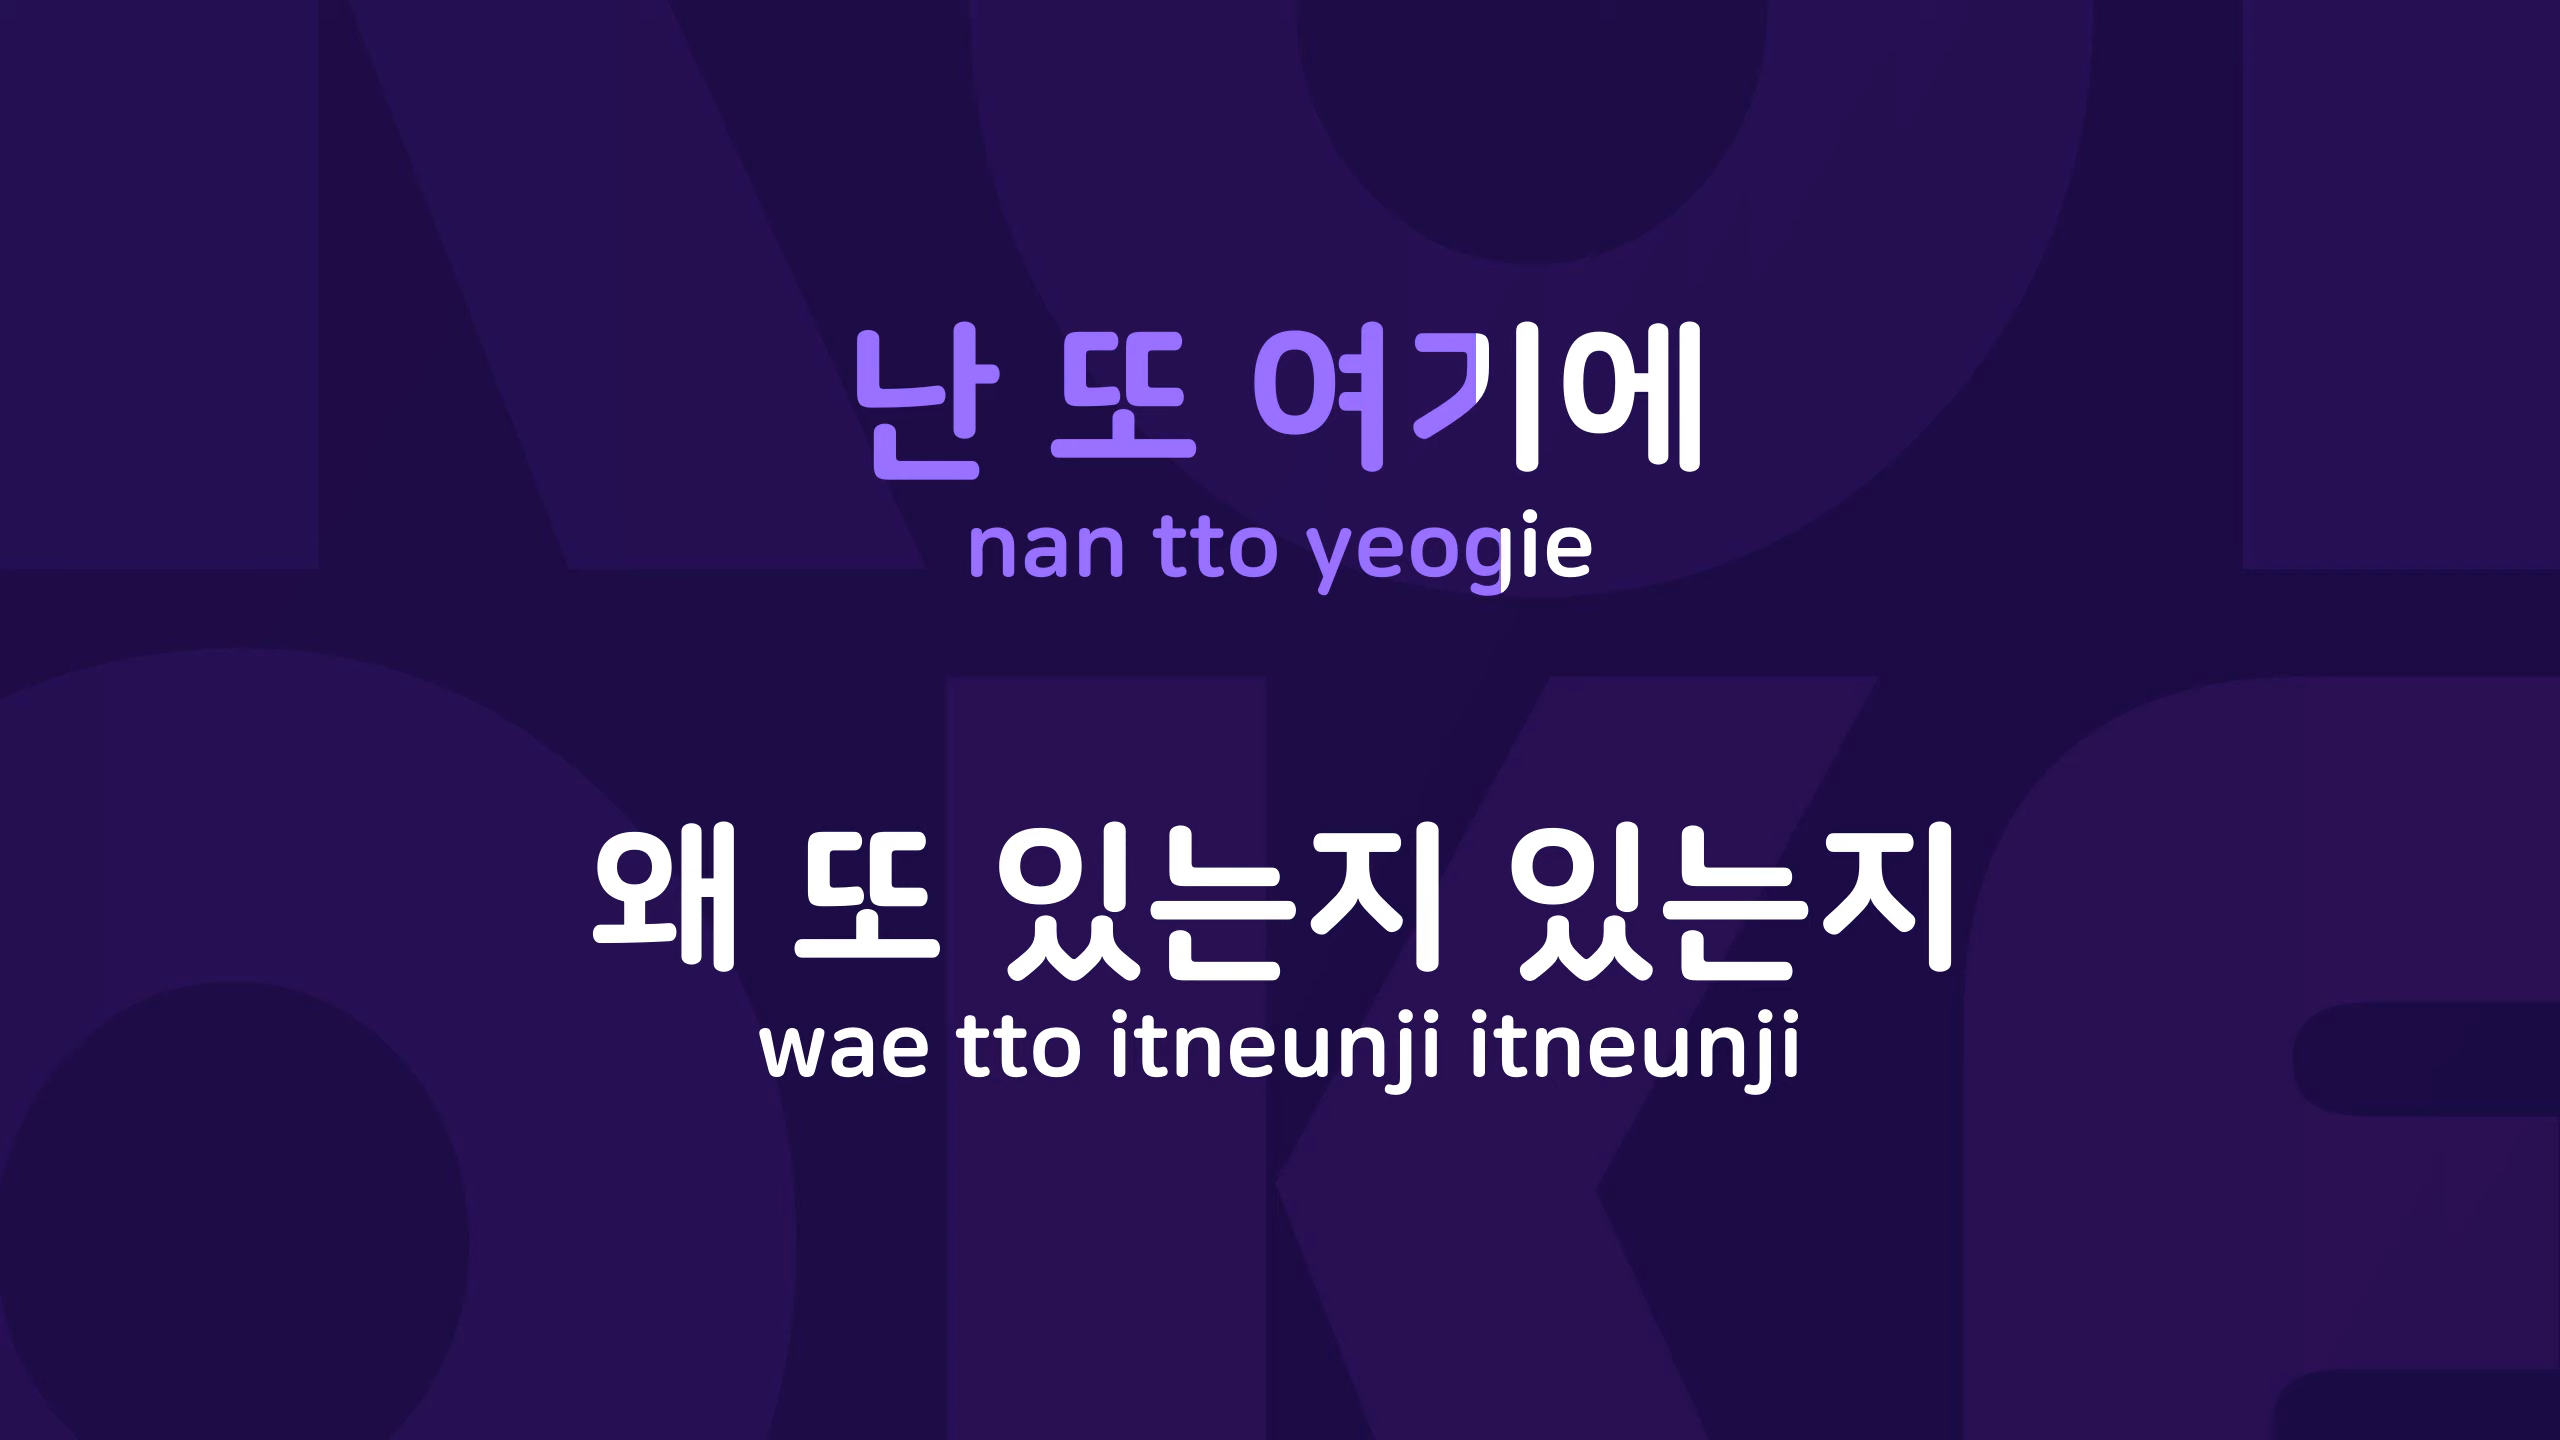 난 또 여기에
nan tto yeogie
왜 또 있는지 있는지
wae tto itneunji itneunji